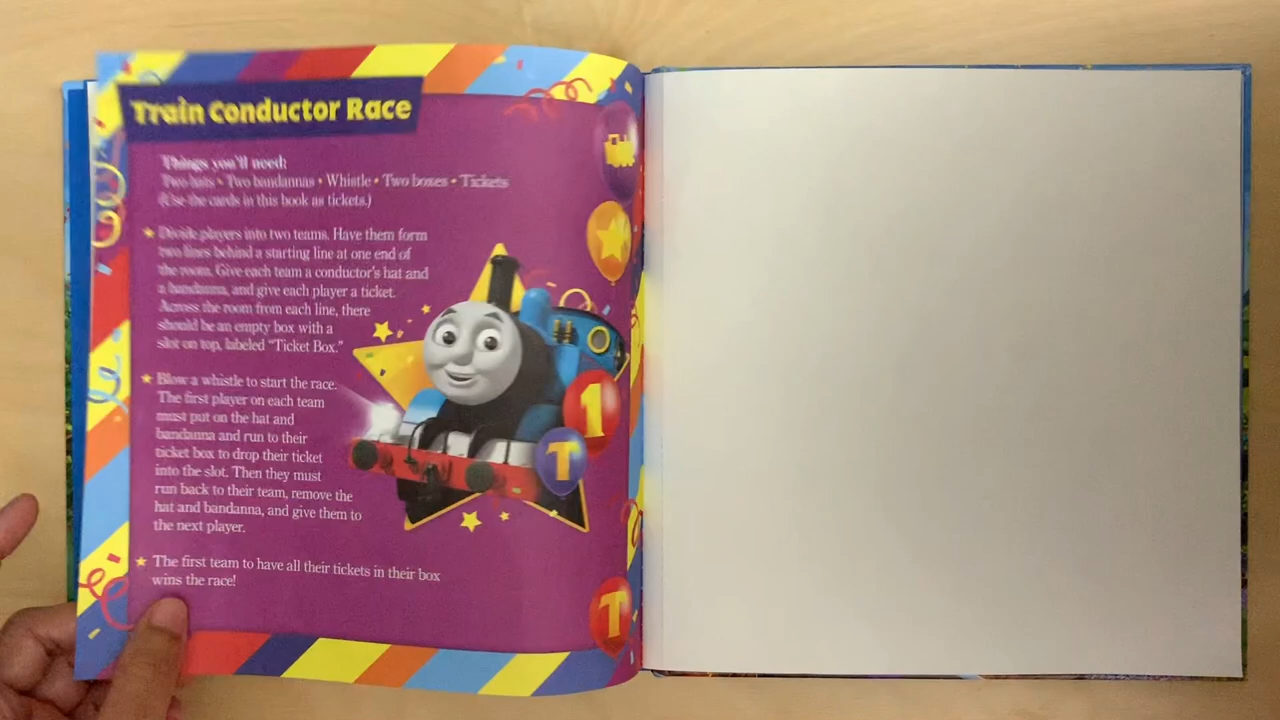 Train Conductor Race
Things you'll need:
Two hats • Two bandannas • Whistle • Two boxes • Tickets
(Use the cards in this book as tickets.)
Divide players into two teams. Have them form
two lines behind a starting line at one end of
the room. Give each team a conductor's hat and
a bandanna, and give each player a ticket.
Across the room from each line, there
should be an empty box with a
slot on top, labeled “Ticket Box.”
Blow a whistle to start the race.
The first player on each team
must put on the hat and
bandanna and run to their
ticket box to drop their ticket
into the slot. Then they must
run back to their team, remove the
hat and bandanna, and give them to
the next player.
The first team to have all their tickets in their box
wins the race!
1
T
T